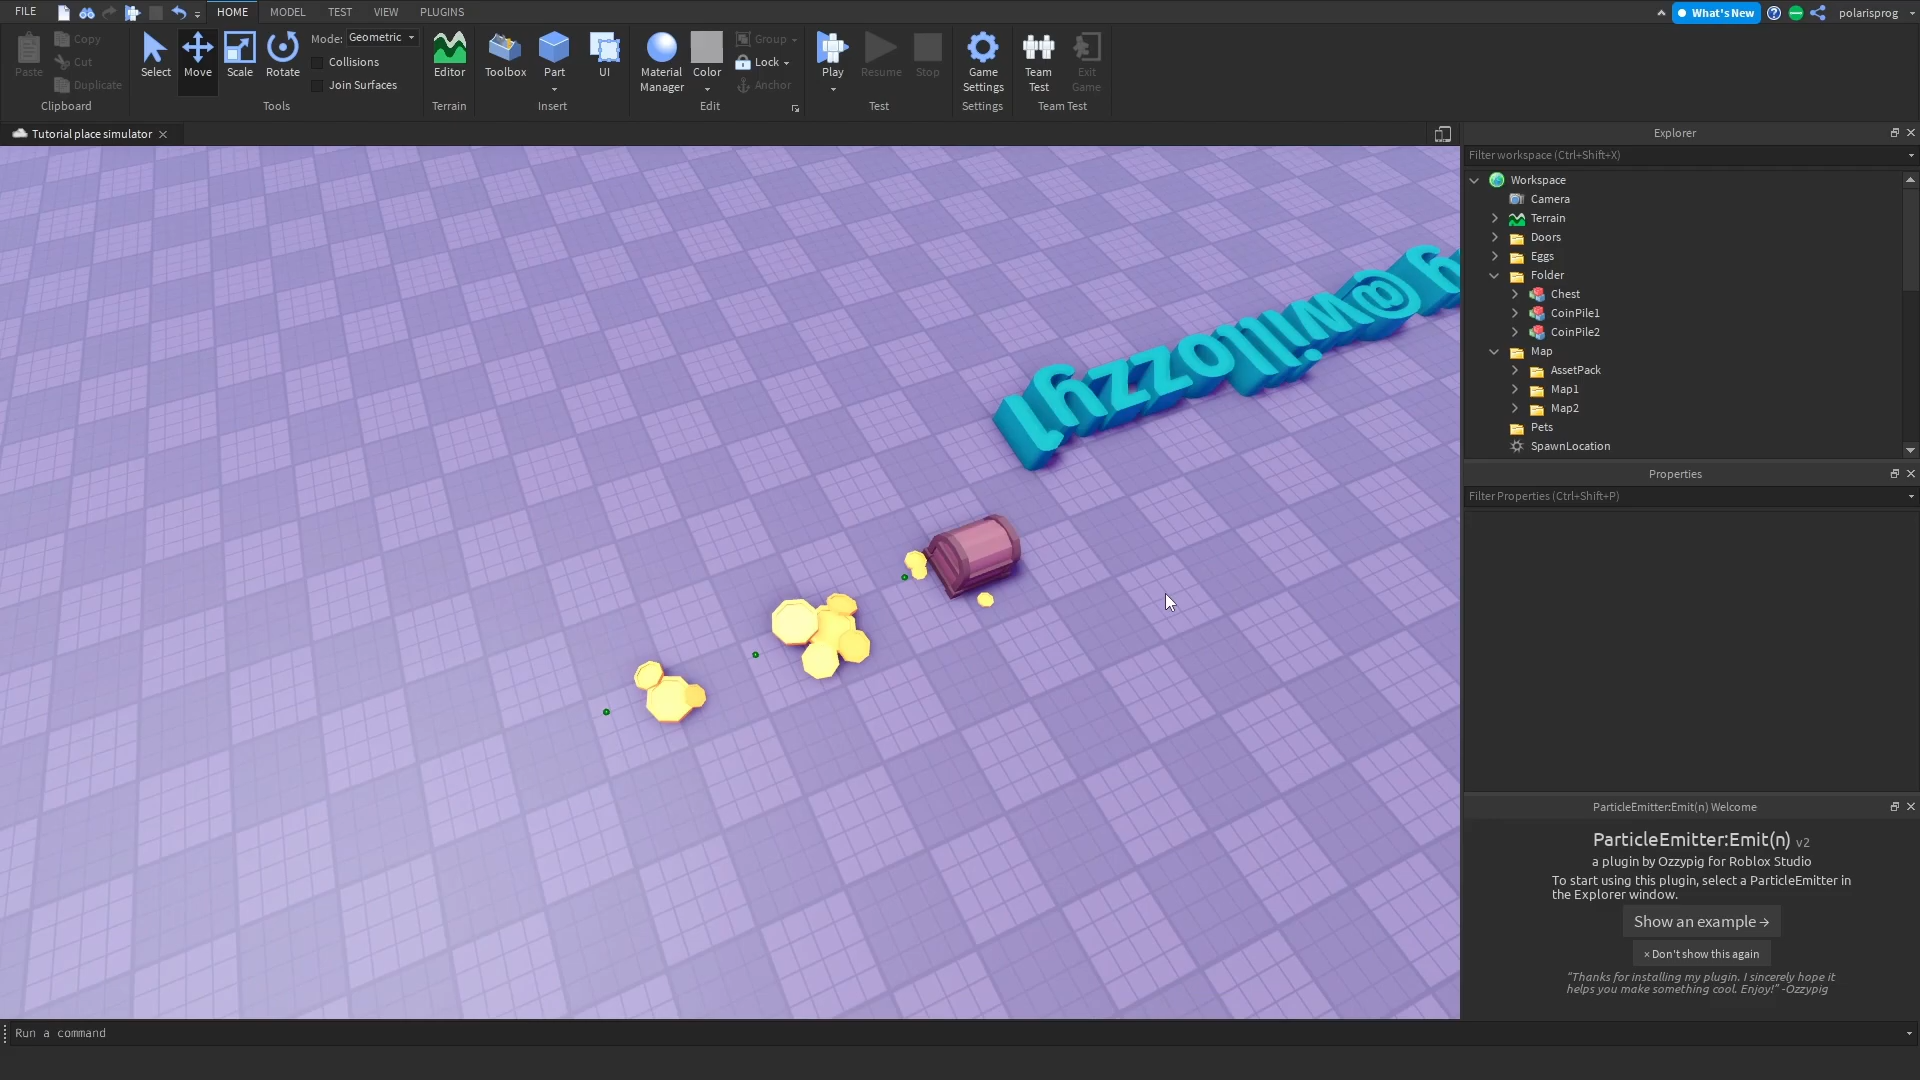 FILE
HOME
MODEL
TEST
VIEW
PLUGINS
What's New
polarisprog
Paste
Copy
Cut
Duplicate
Clipboard
Select
Move
Scale
Rotate
Mode: Geometric
Collisions
Join Surfaces
Tools
Editor
Terrain
Toolbox
Part
UI
Insert
Material
Manager
Color
Group
Lock
Anchor
Edit
Play
Resume
Stop
Test
Game
Settings
Settings
Team
Test
Exit
Game
Team Test
Tutorial place simulator
Explorer
Filter workspace (Ctrl+Shift+X)
Workspace
Camera
Terrain
Doors
Eggs
Folder
Chest
CoinPile1
CoinPile2
Map
AssetPack
Map1
Map2
Pets
SpawnLocation
Properties
Filter Properties (Ctrl+Shift+P)
ParticleEmitter:Emit(n) Welcome
ParticleEmitter:Emit(n) v2
a plugin by Ozzypig for Roblox Studio
To start using this plugin, select a ParticleEmitter in
the Explorer window.
Show an example →
× Don't show this again
"Thanks for installing my plugin. I sincerely hope it
helps you make something cool. Enjoy!" -Ozzypig
Run a command